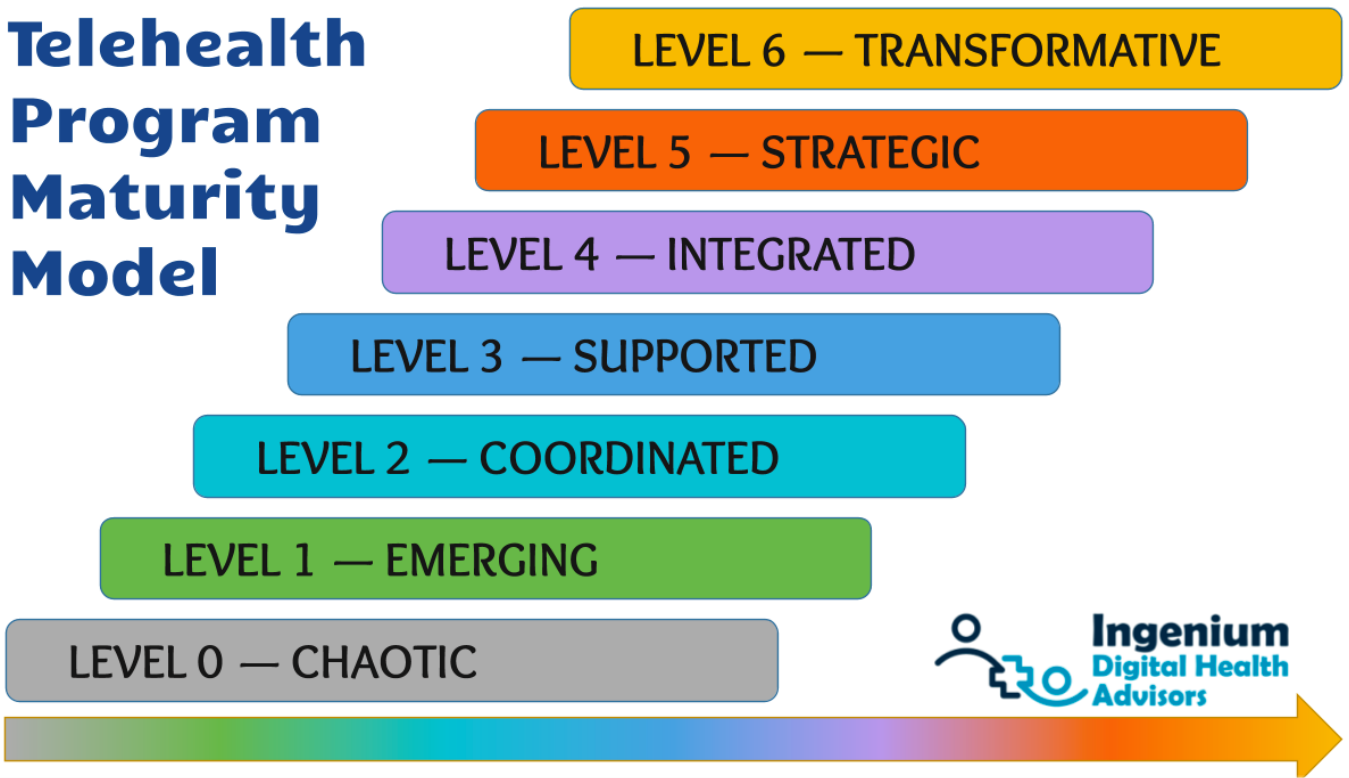 Telehealth
Program
Maturity
Model
LEVEL 6 — TRANSFORMATIVE
LEVEL 5 — STRATEGIC
LEVEL 4 — INTEGRATED
LEVEL 3 — SUPPORTED
LEVEL 2 — COORDINATED
LEVEL 1 — EMERGING
LEVEL 0 — CHAOTIC
Ingenium
Digital Health
Advisors